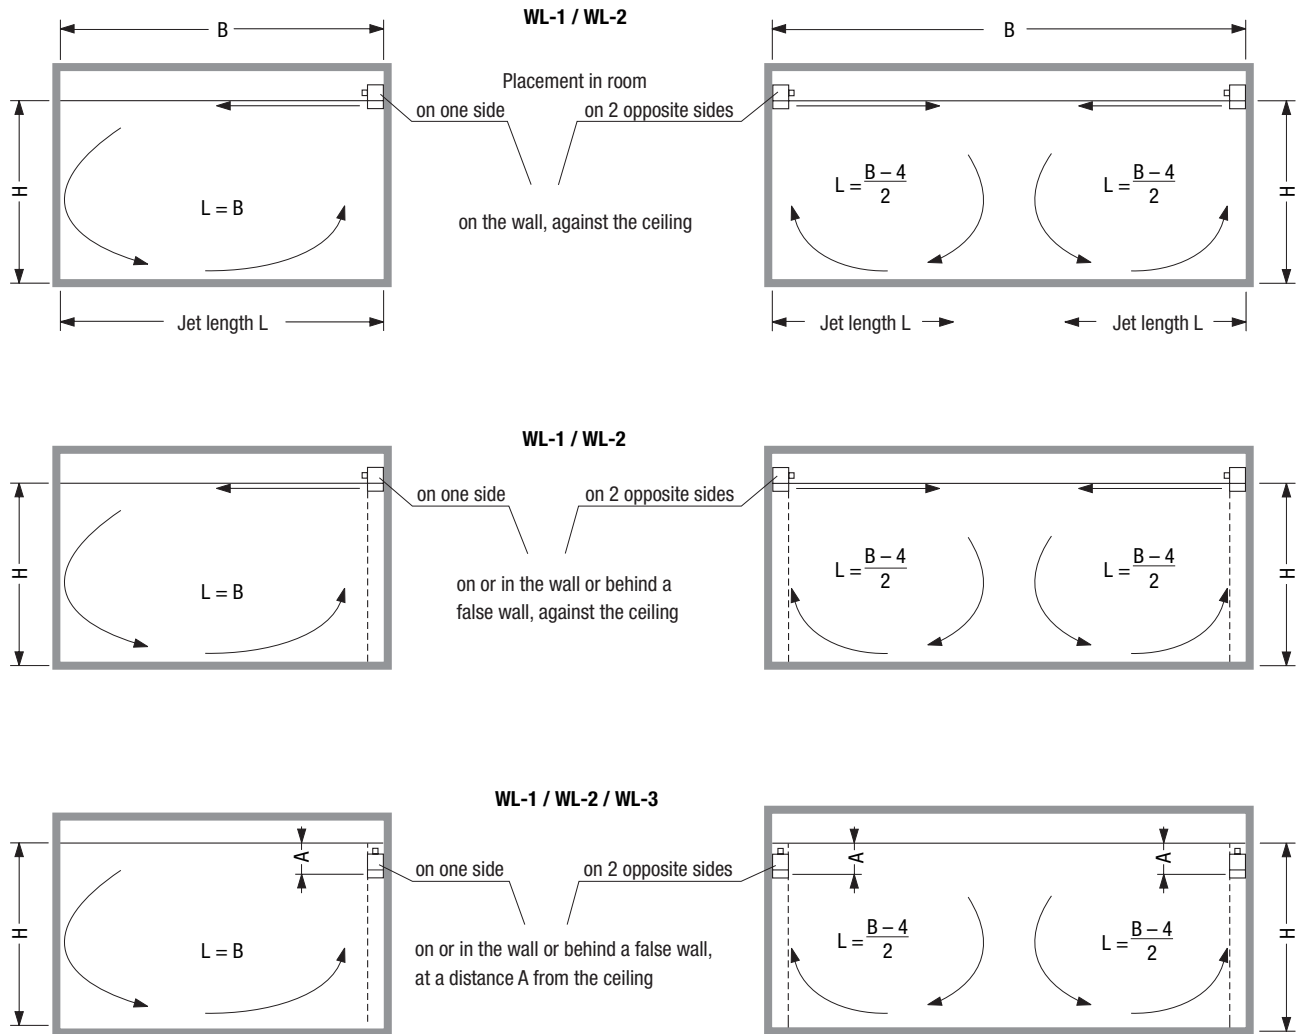 WL-1 / WL-2
B
B
Placement in room
on one side
on 2 opposite sides
H
L = B
on the wall, against the ceiling
L = B – 4
2
L = B – 4
2
H
Jet length L
Jet length L
Jet length L
WL-1 / WL-2
on one side
on 2 opposite sides
H
L = B
on or in the wall or behind a
false wall, against the ceiling
L = B – 4
2
L = B – 4
2
H
WL-1 / WL-2 / WL-3
A
on one side
on 2 opposite sides
A
A
H
L = B
on or in the wall or behind a false wall,
at a distance A from the ceiling
L = B – 4
2
L = B – 4
2
H